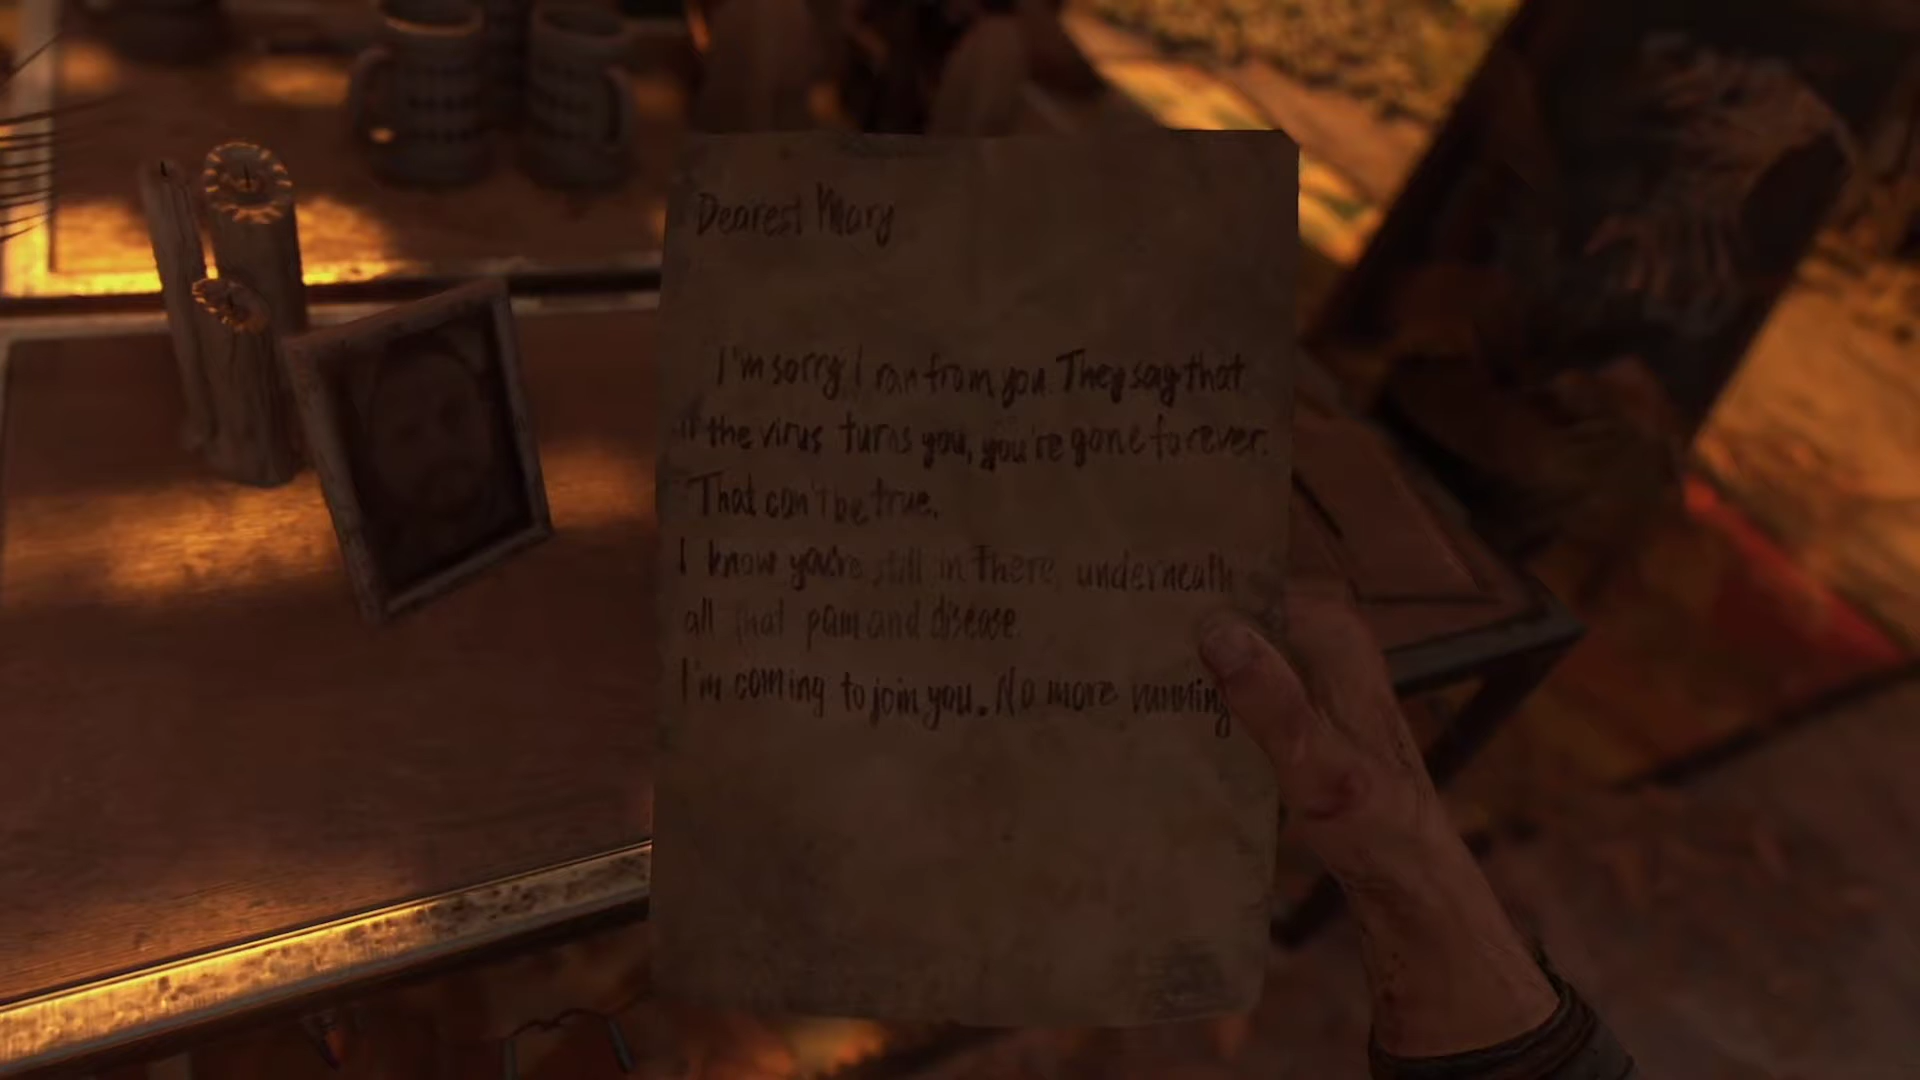 Dearest Mary
I'm sorry I ran from you. They say that
if the virus turns you, you're gone forever.
That can't be true.
I know you're still in there, underneath
all that pain and disease.
I'm coming to join you. No more running